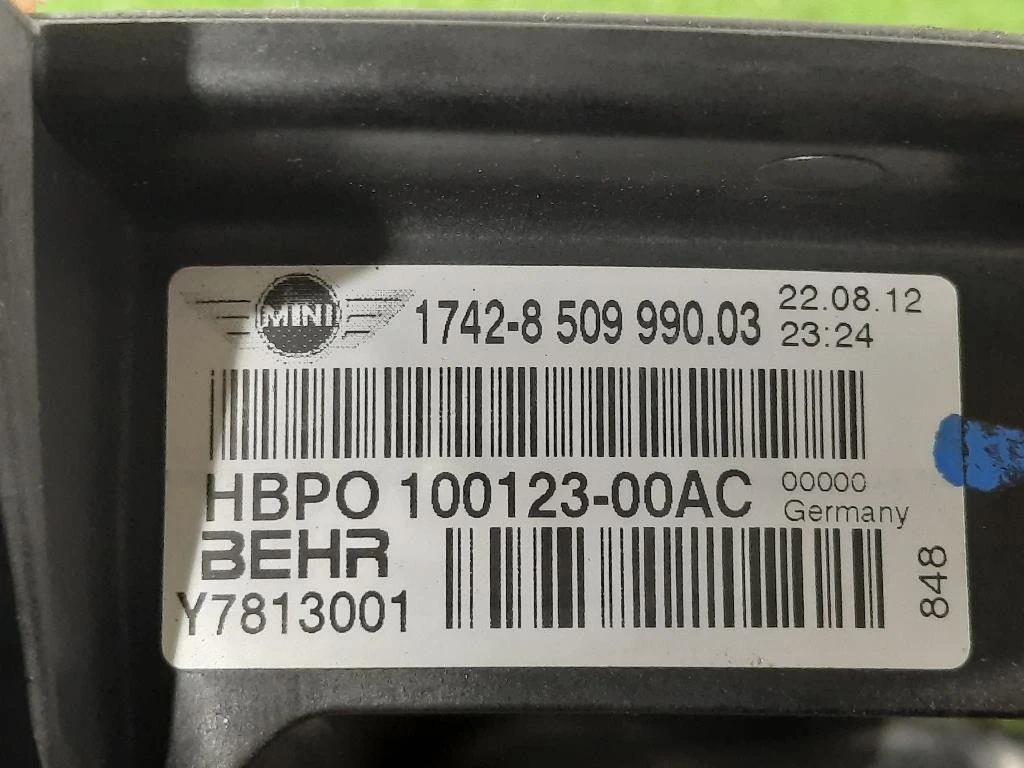 MINI
1742-8 509 990.03
22.08.12
23:24
HBPO 100123-00AC
00000
Germany
BEHR
Y7813001
848